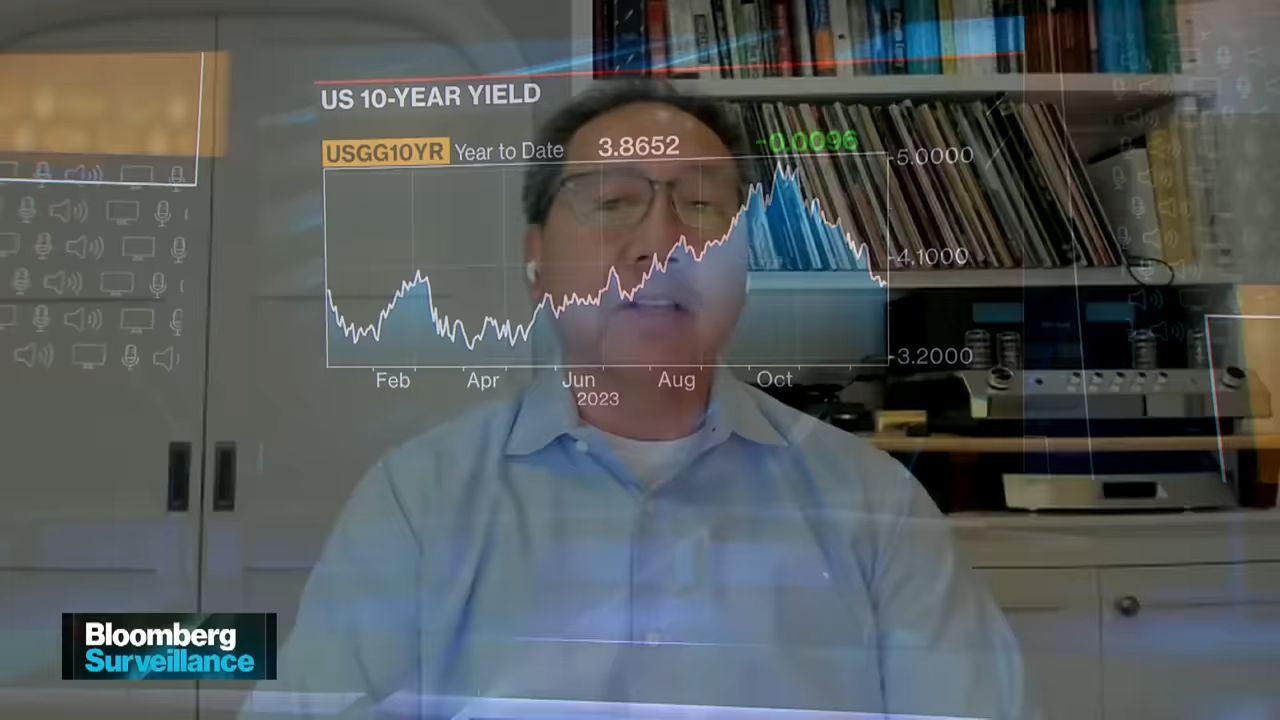 US 10-YEAR YIELD
USGG10YR Year to Date 3.8652 -0.0096
5.0000
4.1000
3.2000
Feb Apr Jun Aug Oct
2023
Bloomberg
Surveillance